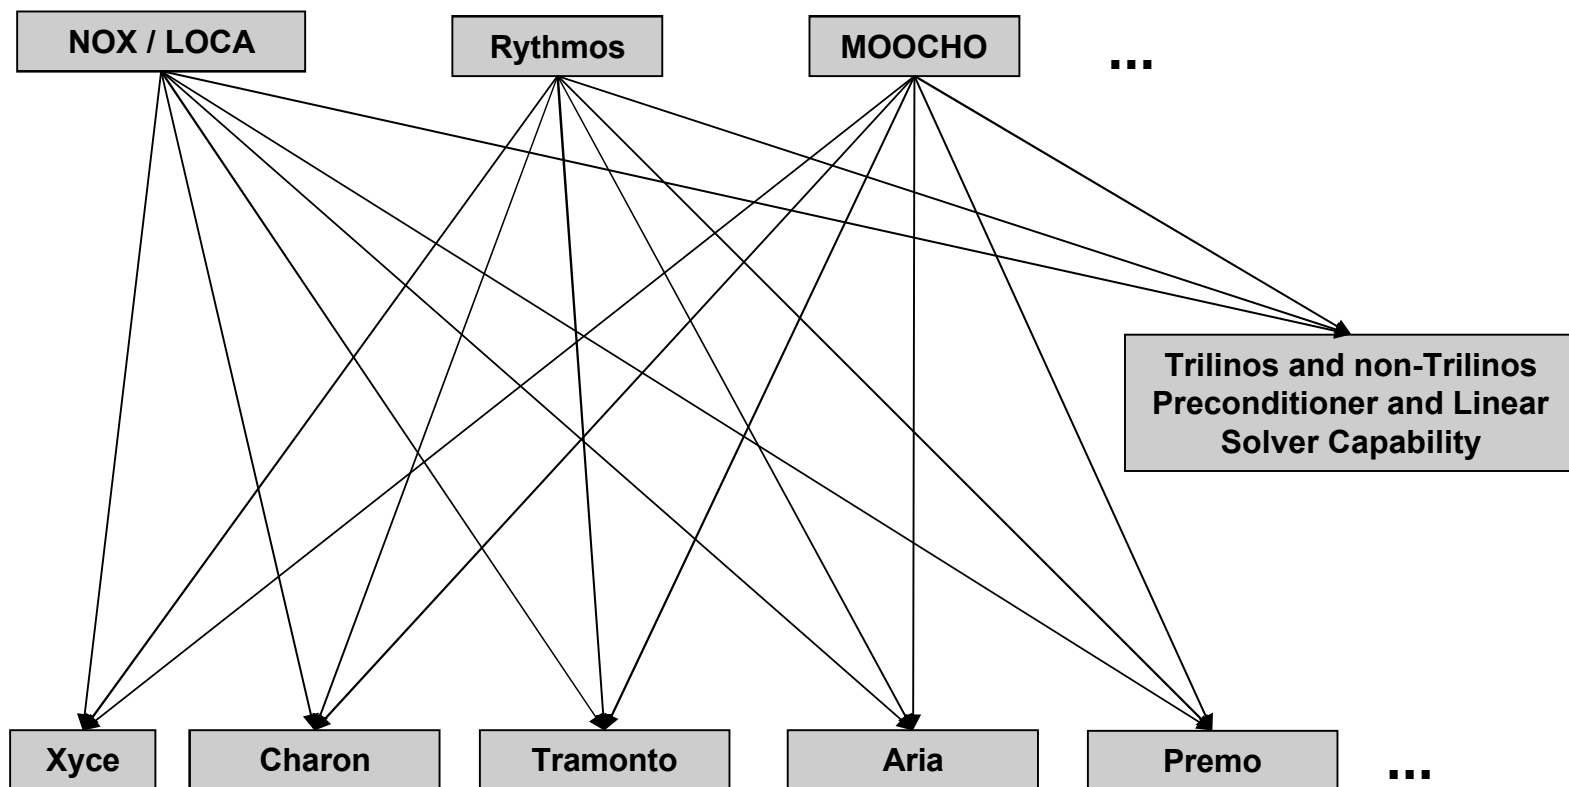 NOX / LOCA
Rythmos
MOOCHO
...
Trilinos and non-Trilinos
Preconditioner and Linear
Solver Capability
Xyce
Charon
Tramonto
Aria
Premo
...